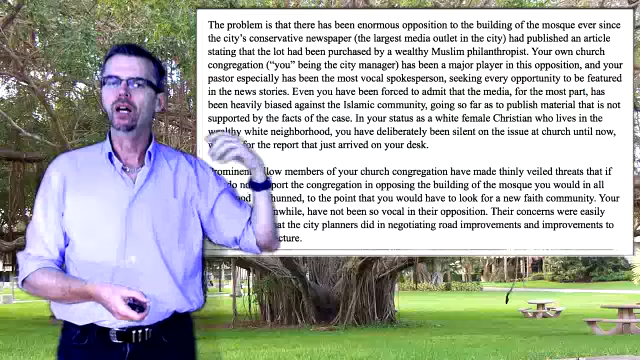 The problem is that there has been enormous opposition to the building of the mosque ever since
the city's conservative newspaper (the largest media outlet in the city) had published an article
stating that the lot had been purchased by a wealthy Muslim philanthropist. Your own church
congregation ("you" being the city manager) has been a major player in this opposition, and your
pastor especially has been the most vocal spokesperson, seeking every opportunity to be featured
in the news stories. Even you have been forced to admit that the media, for the most part, has
been heavily biased against the Islamic community, going so far as to publish material that is not
supported by the facts of the case. In your status as a white female Christian who lives in the
wealthy white neighborhood, you have deliberately been silent on the issue at church until now,
for the report that just arrived on your desk.
Prominent fellow members of your church congregation have made thinly veiled threats that if
do not the congregation in opposing the building of the mosque you would in all
shunned, to the point that you would have to look for a new faith community. Your
have not been so vocal in their opposition. Their concerns were easily
that the city planners did in negotiating road improvements and improvements to